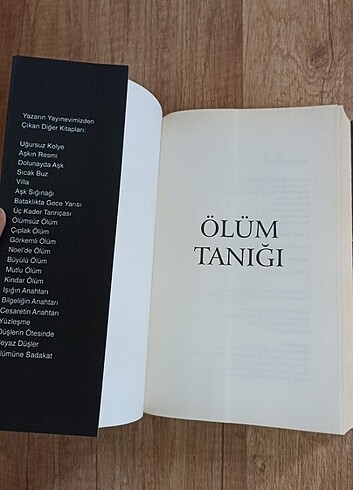 Yazarın Yayınevimizden
Çıkan Diğer Kitapları:
Uğursuz Kolye
Aşkın Resmi
Dolunayda Aşk
Sıcak Buz
Villa
Aşk Sığınağı
Bataklıkta Gece Yarısı
Üç Kader Tanrıçası
Ölümsüz Ölüm
Çıplak Ölüm
Görkemli Ölüm
Noel'de Ölüm
Büyülü Ölüm
Mutlu Ölüm
Kindar Ölüm
Işığın Anahtarı
Bilgeliğin Anahtarı
Cesaretin Anahtarı
Yüzleşme
Düşlerin Ötesinde
eyaz Düşler
lümüne Sadakat
ÖLÜM
TANIĞI